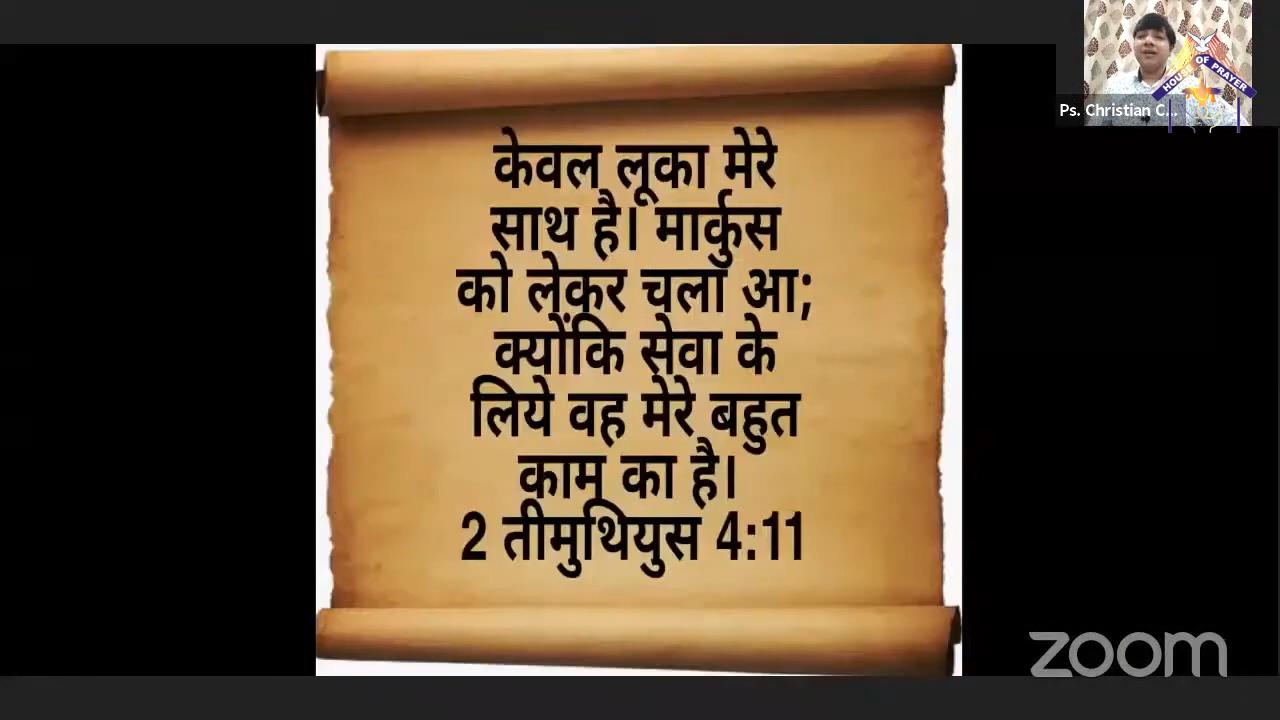 केवल लूका मेरे
साथ है। मार्कुस
को लेकर चला आ;
क्योंकि सेवा के
लिये वह मेरे बहुत
काम का है।
2 तीमुथियुस 4:11
HOUSE OF PRAYER
Ps. Christian C...
zoom